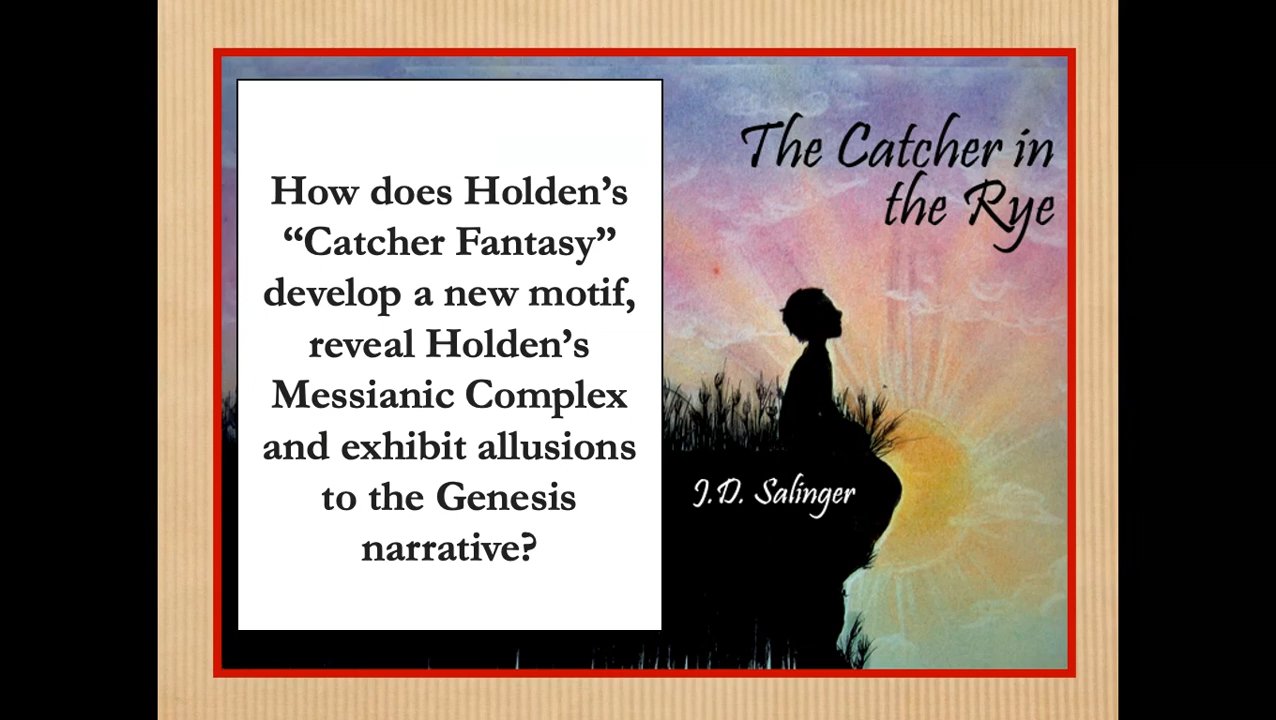 How does Holden’s
“Catcher Fantasy”
develop a new motif,
reveal Holden’s
Messianic Complex
and exhibit allusions
to the Genesis
narrative?
The Catcher in
the Rye
J.D. Salinger